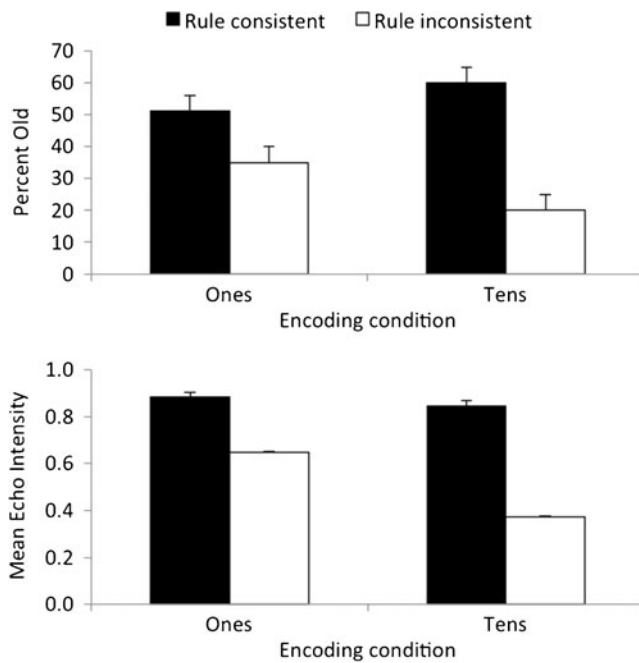 Rule consistent Rule inconsistent
70
60
50
40
30
20
10
0
Percent Old
Ones Tens
Encoding condition
1.0
0.8
0.6
0.4
0.2
0.0
Mean Echo Intensity
Ones Tens
Encoding condition